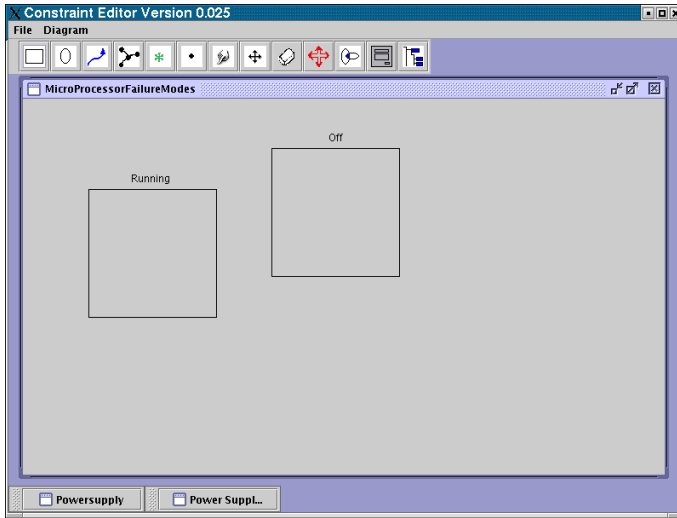 Constraint Editor Version 0.025
File Diagram
MicroProcessorFailureModes
Off
Running
Powersupply
Power Suppl...